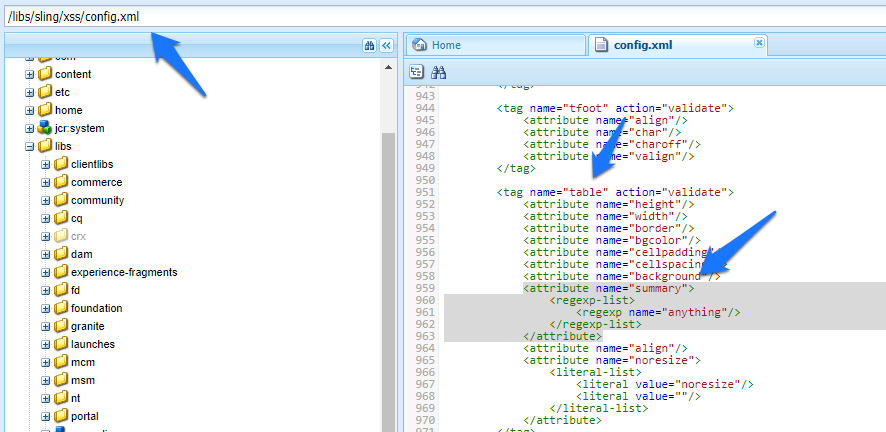 /libs/sling/xss/config.xml
com
content
etc
home
jcr:system
libs
clientlibs
commerce
community
cq
crx
dam
experience-fragments
fd
foundation
granite
launches
mcm
msm
nt
portal
Home
config.xml
942 </tag>
943
944 <tag name="tfoot" action="validate">
945 <attribute name="align"/>
946 <attribute name="char"/>
947 <attribute name="charoff"/>
948 <attribute name="valign"/>
949 </tag>
950
951 <tag name="table" action="validate">
952 <attribute name="height"/>
953 <attribute name="width"/>
954 <attribute name="border"/>
955 <attribute name="bgcolor"/>
956 <attribute name="cellpadding"/>
957 <attribute name="cellspacing"/>
958 <attribute name="background"/>
959 <attribute name="summary">
960 <regexp-list>
961 <regexp name="anything"/>
962 </regexp-list>
963 </attribute>
964 <attribute name="align"/>
965 <attribute name="noresize">
966 <literal-list>
967 <literal value="noresize"/>
968 <literal value=""/>
969 </literal-list>
970 </attribute>
971 </tag>